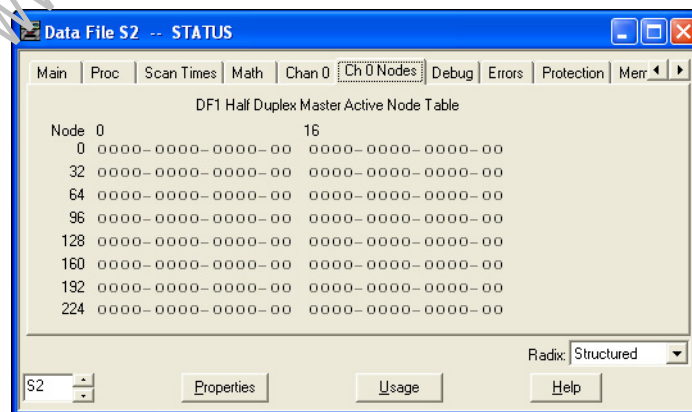 Data File S2 -- STATUS
Main Proc Scan Times Math Chan 0 Ch 0 Nodes Debug Errors Protection Mem
DF1 Half Duplex Master Active Node Table
Node 0 16
0 0000-0000-0000-00 0000-0000-0000-00
32 0000-0000-0000-00 0000-0000-0000-00
64 0000-0000-0000-00 0000-0000-0000-00
96 0000-0000-0000-00 0000-0000-0000-00
128 0000-0000-0000-00 0000-0000-0000-00
160 0000-0000-0000-00 0000-0000-0000-00
192 0000-0000-0000-00 0000-0000-0000-00
224 0000-0000-0000-00 0000-0000-0000-00
Radix: Structured
S2 Properties Usage Help